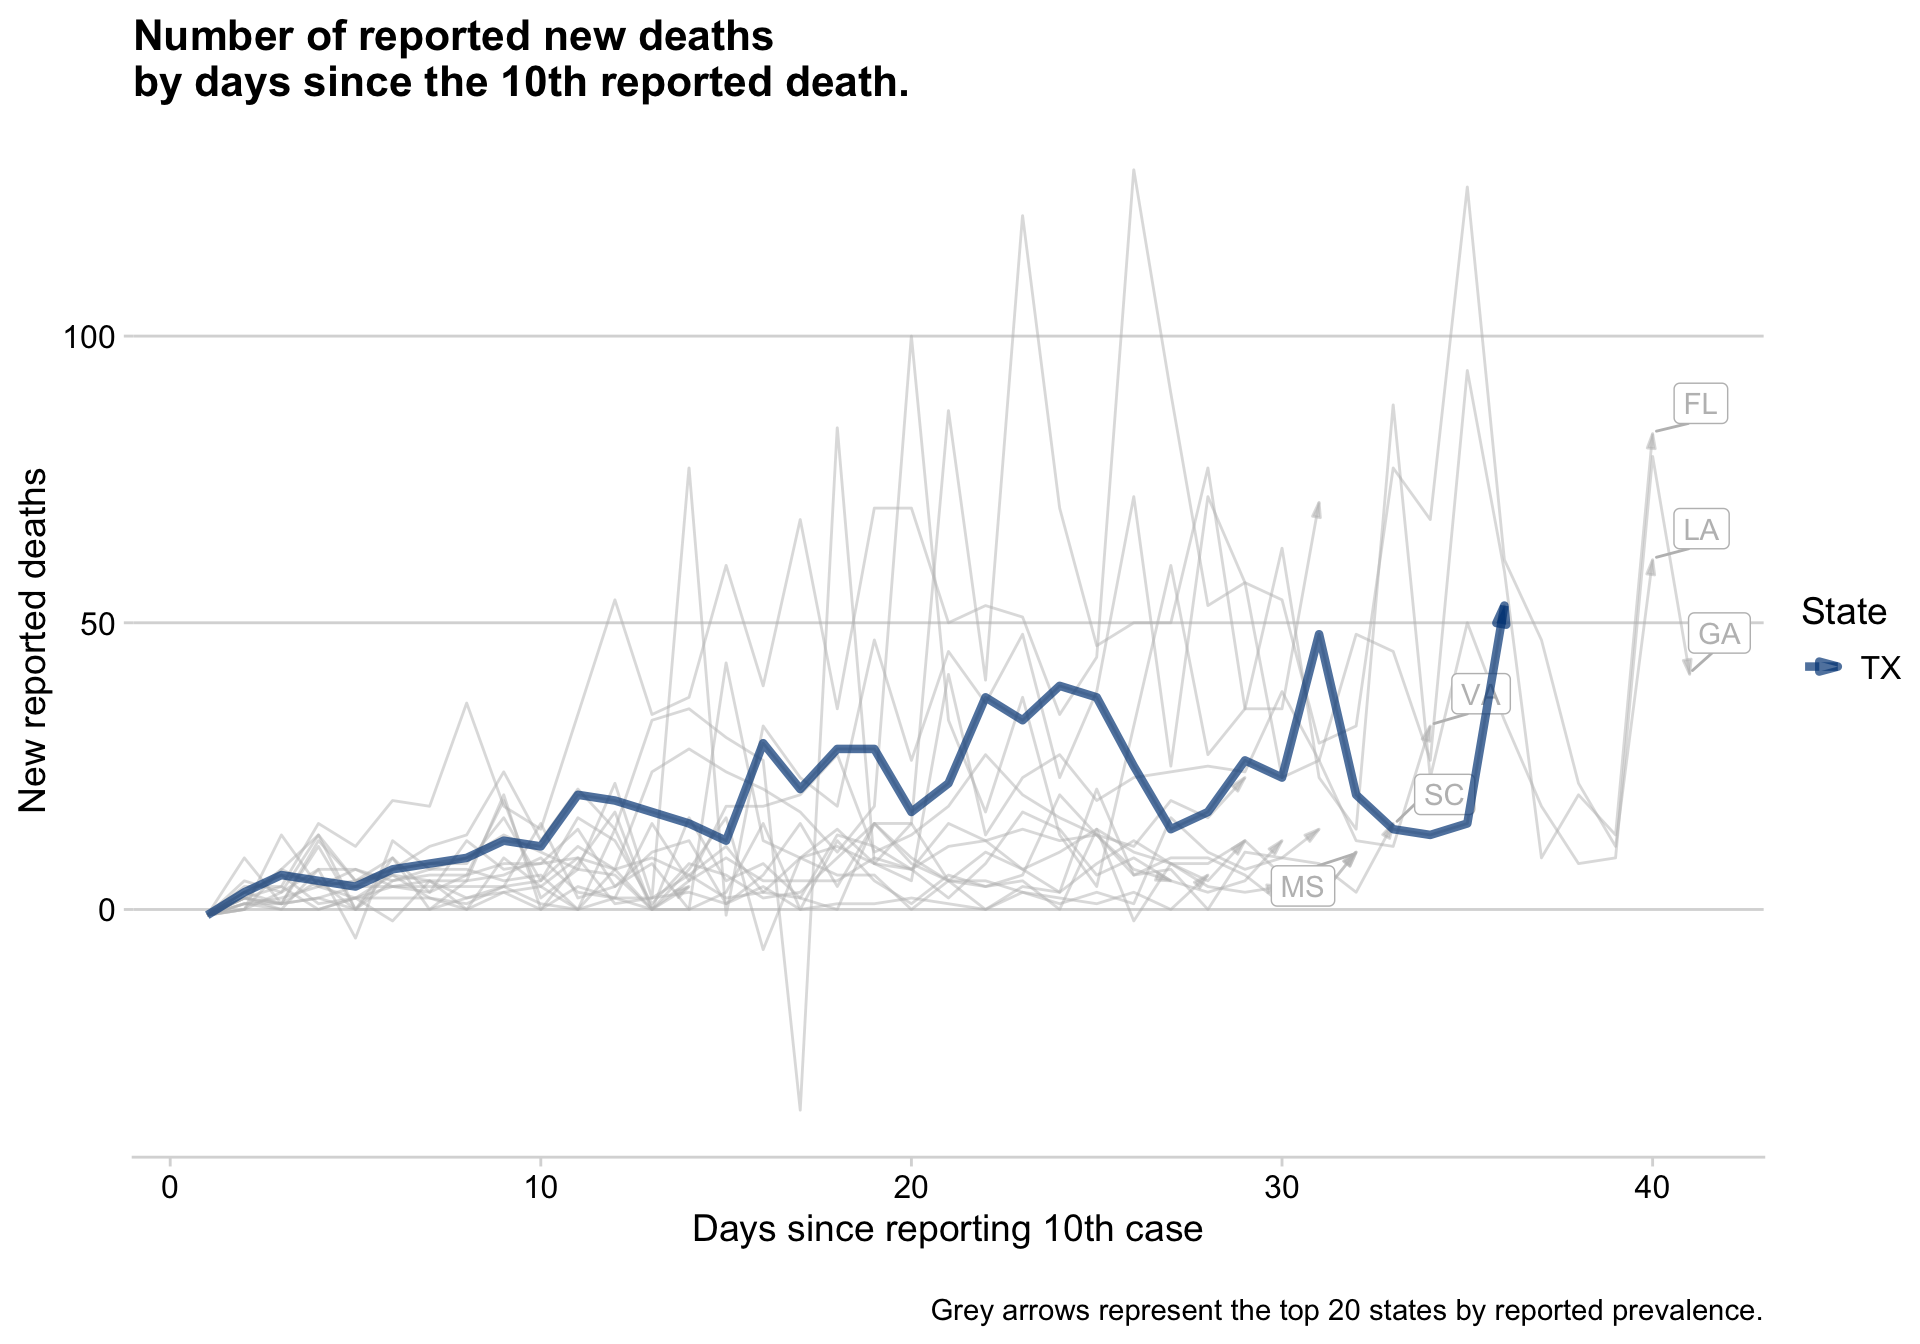 Number of reported new deaths
by days since the 10th reported death.
New reported deaths
100
50
0
FL
LA
GA
VA
SC
MS
State
TX
0 10 20 30 40
Days since reporting 10th case
Grey arrows represent the top 20 states by reported prevalence.